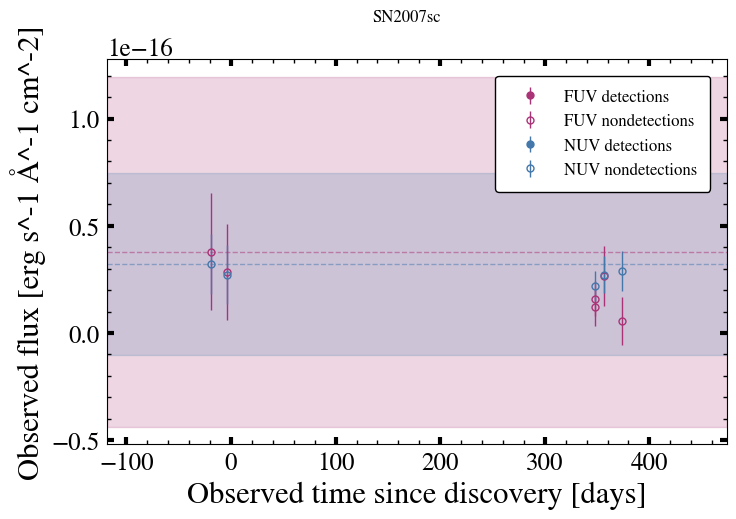 SN2007sc
1e−16
Observed flux [erg s^-1 Å^-1 cm^-2]
1.0
0.5
0.0
−0.5
FUV detections
FUV nondetections
NUV detections
NUV nondetections
−100 0 100 200 300 400
Observed time since discovery [days]